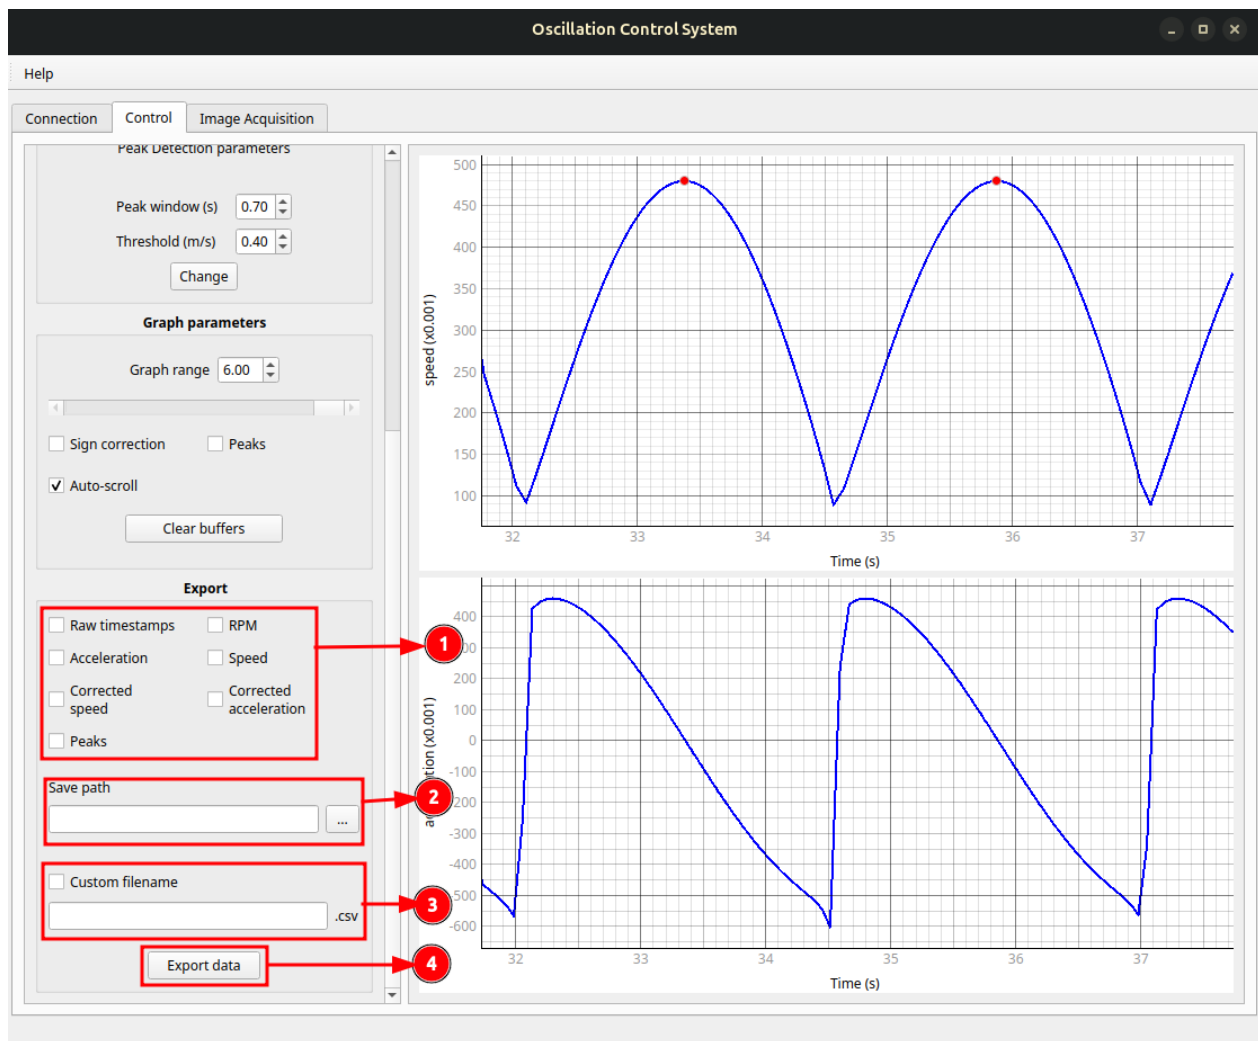 Oscillation Control System
Help
Connection
Control
Image Acquisition
Peak Detection parameters
Peak window (s)
0.70
Threshold (m/s)
0.40
Change
Graph parameters
Graph range
6.00
Sign correction
Peaks
Auto-scroll
Clear buffers
Export
Raw timestamps
RPM
Acceleration
Speed
Corrected
speed
Corrected
acceleration
Peaks
Save path
...
Custom filename
.csv
Export data
1
2
3
4
500
450
400
350
300
250
200
150
100
speed (x0.001)
32
33
34
35
36
37
Time (s)
400
200
100
0
-100
-200
-300
-400
-500
-600
(x0.001)
32
33
34
35
36
37
Time (s)